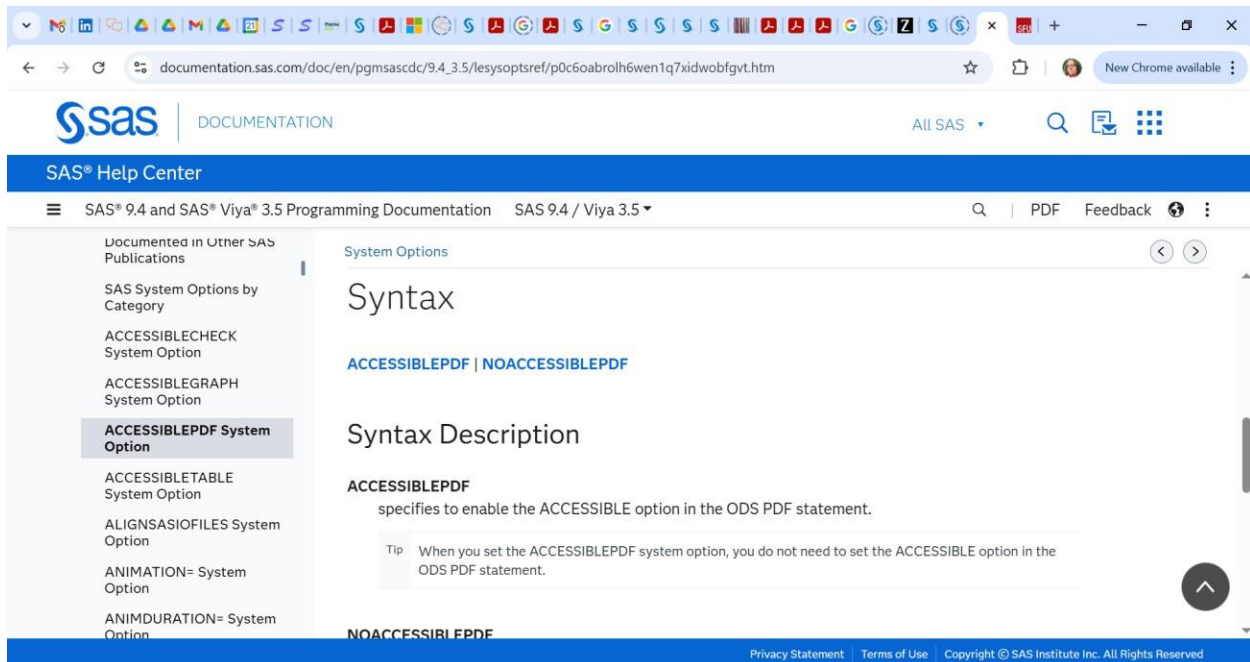 New Chrome available
documentation.sas.com/doc/en/pgmsascdc/9.4_3.5/lesysoptsref/p0c6oabrolh6wen1q7xidwobfgvt.htm
sas DOCUMENTATION
All SAS
SAS® Help Center
SAS® 9.4 and SAS® Viya® 3.5 Programming Documentation SAS 9.4 / Viya 3.5
PDF Feedback
Documented in Other SAS
Publications
SAS System Options by
Category
ACCESSIBLECHECK
System Option
ACCESSIBLEGRAPH
System Option
ACCESSIBLEPDF System
Option
ACCESSIBLETABLE
System Option
ALIGNSASIOFILES System
Option
ANIMATION= System
Option
ANIMDURATION= System
Option
System Options
Syntax
ACCESSIBLEPDF | NOACCESSIBLEPDF
Syntax Description
ACCESSIBLEPDF
specifies to enable the ACCESSIBLE option in the ODS PDF statement.
Tip When you set the ACCESSIBLEPDF system option, you do not need to set the ACCESSIBLE option in the
ODS PDF statement.
NOACCESSIBLEPDF
Privacy Statement | Terms of Use | Copyright © SAS Institute Inc. All Rights Reserved